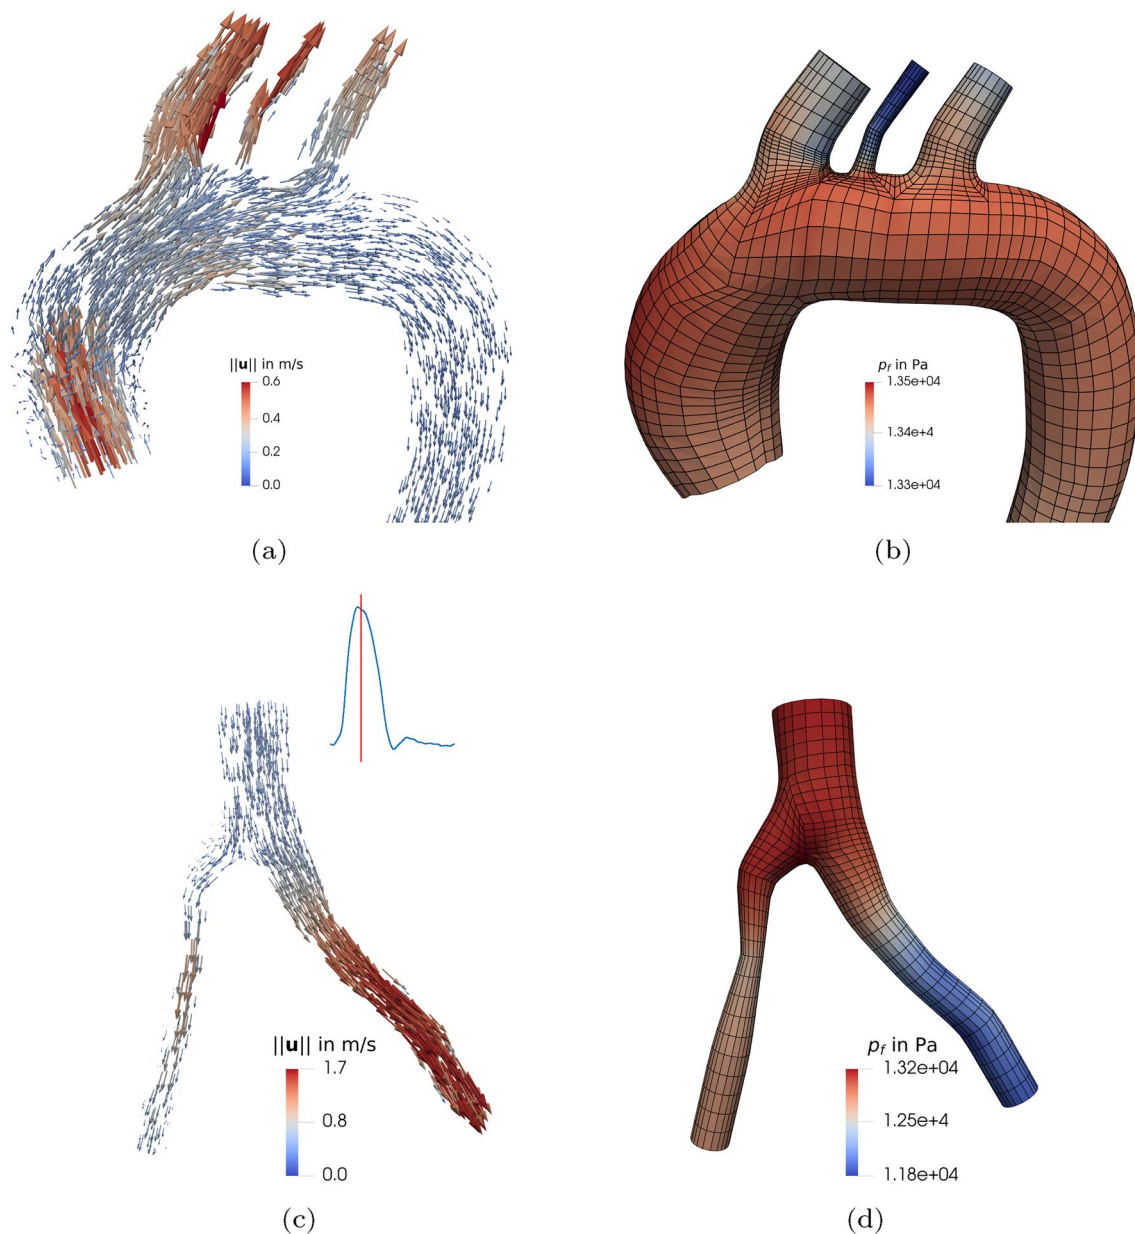 ||u|| in m/s
0.6
0.4
0.2
0.0
(a)
p_f in Pa
1.35e+04
1.34e+4
1.33e+04
(b)
||u|| in m/s
1.7
0.8
0.0
(c)
p_f in Pa
1.32e+04
1.25e+4
1.18e+04
(d)